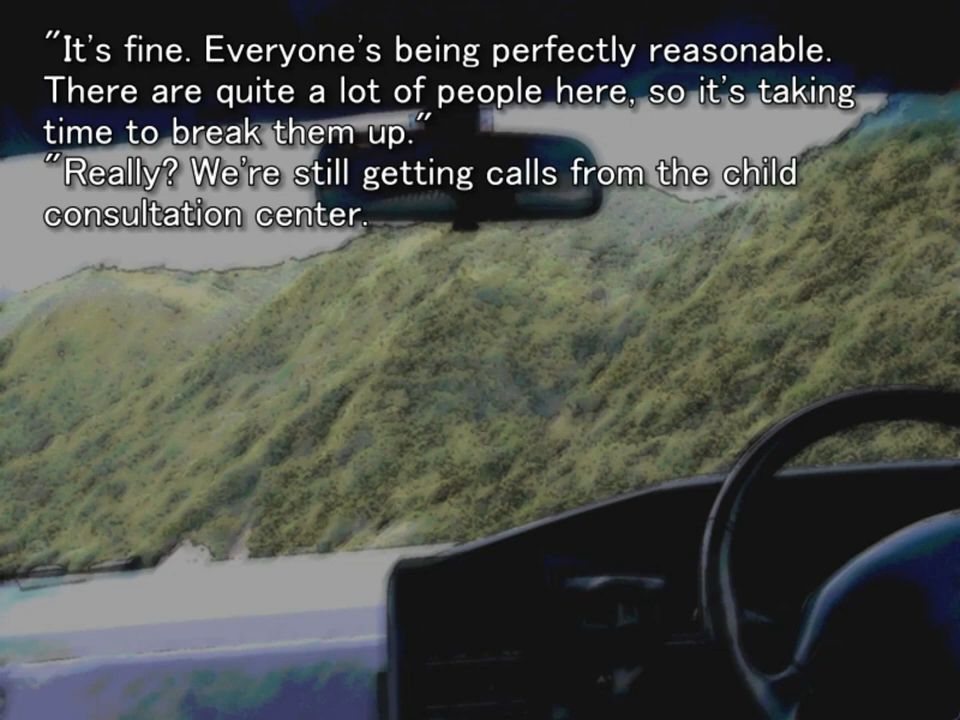 "It's fine. Everyone's being perfectly reasonable.
There are quite a lot of people here, so it's taking
time to break them up."
"Really? We're still getting calls from the child
consultation center.